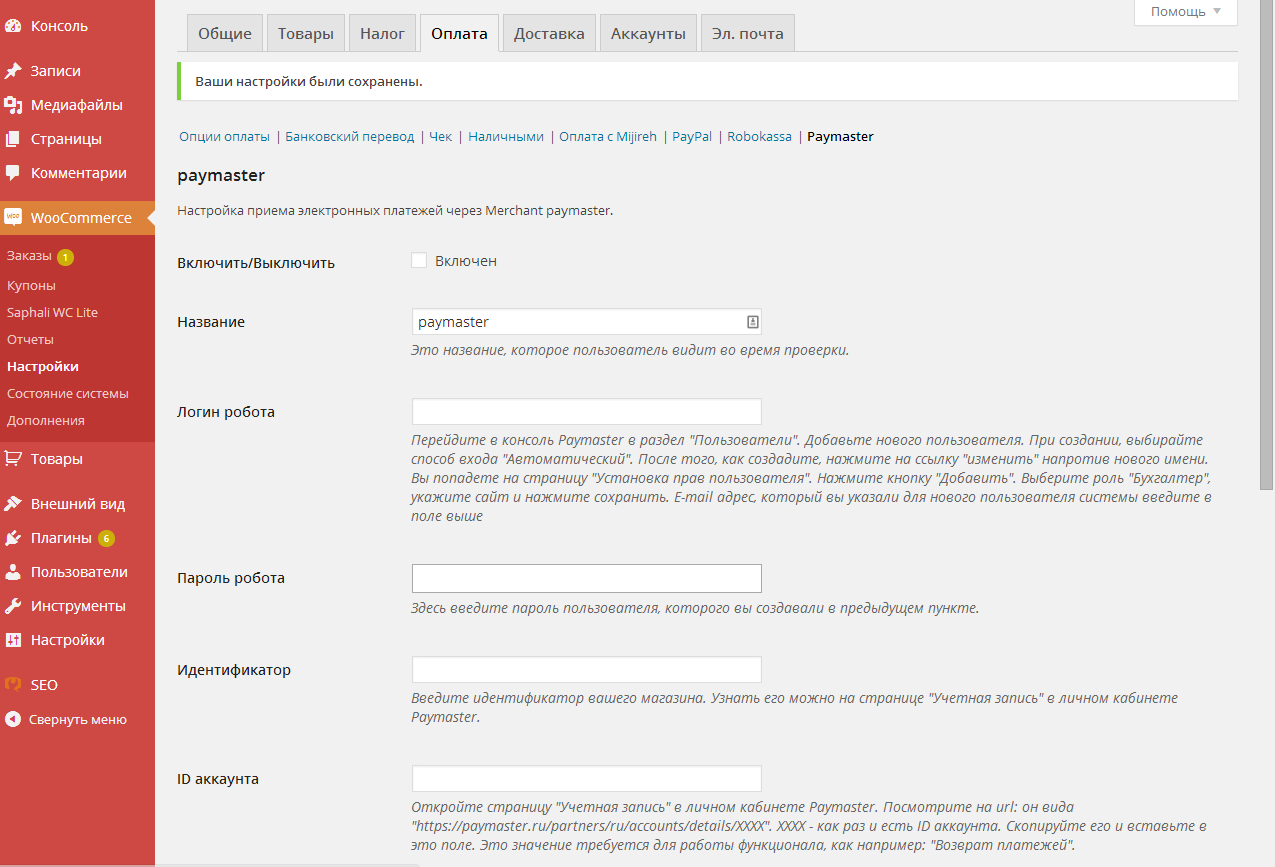 Консоль
Записи
Медиафайлы
Страницы
Комментарии
WooCommerce
Заказы 1
Купоны
Saphali WC Lite
Отчеты
Настройки
Состояние системы
Дополнения
Товары
Внешний вид
Плагины 6
Пользователи
Инструменты
Настройки
SEO
Свернуть меню
Помощь
Общие Товары Налог Оплата Доставка Аккаунты Эл. почта
Ваши настройки были сохранены.
Опции оплаты | Банковский перевод | Чек | Наличными | Оплата с Mijireh | PayPal | Robokassa | Paymaster
paymaster
Настройка приема электронных платежей через Merchant paymaster.
Включить/Выключить Включен
Название paymaster
Это название, которое пользователь видит во время проверки.
Логин робота
Перейдите в консоль Paymaster в раздел "Пользователи". Добавьте нового пользователя. При создании, выбирайте
способ входа "Автоматический". После того, как создадите, нажмите на ссылку "изменить" напротив нового имени.
Вы попадете на страницу "Установка прав пользователя". Нажмите кнопку "Добавить". Выберите роль "Бухгалтер",
укажите сайт и нажмите сохранить. E-mail адрес, который вы указали для нового пользователя системы введите в
поле выше
Пароль робота
Здесь введите пароль пользователя, которого вы создавали в предыдущем пункте.
Идентификатор
Введите идентификатор вашего магазина. Узнать его можно на странице "Учетная запись" в личном кабинете
Paymaster.
ID аккаунта
Откройте страницу "Учетная запись" в личном кабинете Paymaster. Посмотрите на url: он вида
"https://paymaster.ru/partners/ru/accounts/details/XXXX". XXXX - как раз и есть ID аккаунта. Скопируйте его и вставьте в
это поле. Это значение требуется для работы функционала, как например: "Возврат платежей".